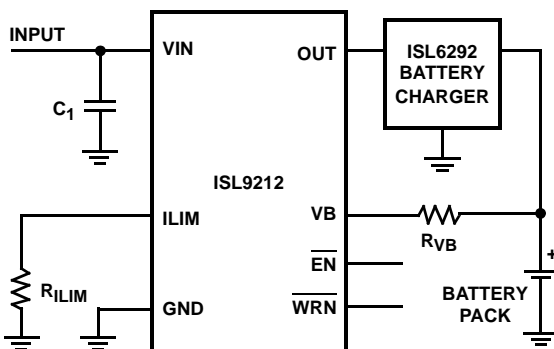 INPUT
VIN
OUT
ISL6292
BATTERY
CHARGER
C1
ISL9212
ILIM
VB
RVB
EN
RILIM
GND
WRN
+
BATTERY
PACK